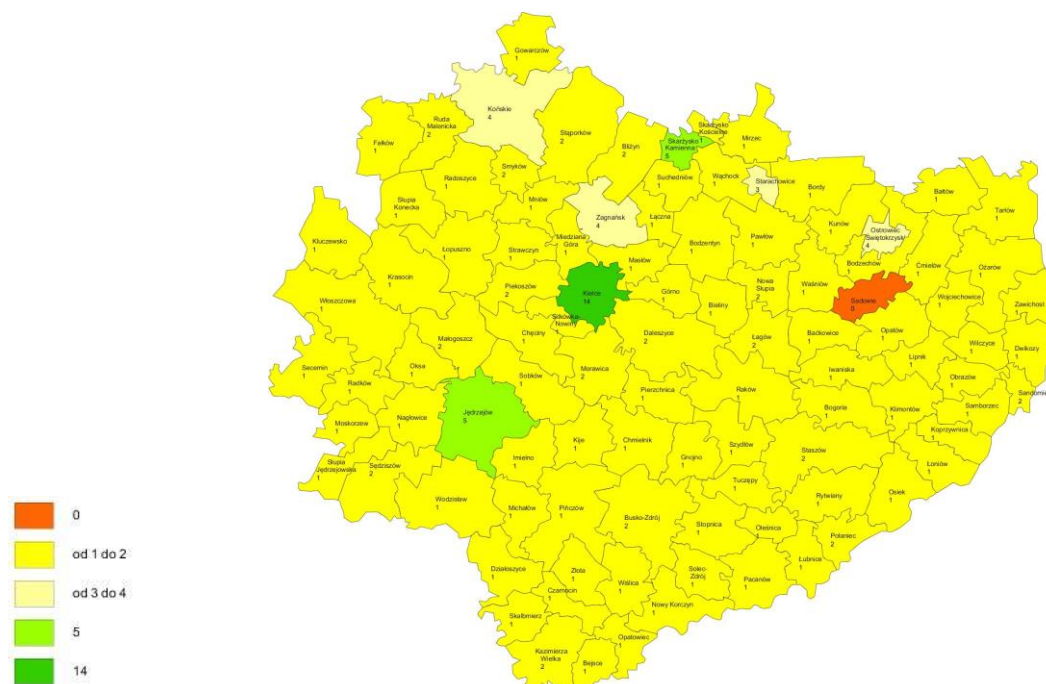 Gowarczów
1
Końskie
4
Ruda
Malenicka
2
Fałków
1
Stąporków
2
Bliżyn
2
Skarżysko
Kościelne
1
Skarżysko
Kamienna
5
Mirzec
1
Smyków
2
Radoszyce
1
Słupia
Konecka
1
Mniów
1
Suchedniów
1
Wąchock
1
Starachowice
3
Brody
1
Bałtów
1
Tarłów
1
Zagnańsk
4
Łączna
1
Kunów
1
Ostrowiec
Świętokrzyski
4
Kluczewsko
1
Łopuszno
1
Strawczyn
1
Miedziana
Góra
1
Masłów
1
Bodzentyn
1
Pawłów
1
Bodzechów
1
Ćmielów
1
Ożarów
1
Krasocin
1
Włoszczowa
1
Piekoszów
2
Kielce
14
Górno
1
Bieliny
1
Nowa
Słupia
2
Waśniów
1
Sadowie
0
Wojciechowice
1
Zawichost
1
Sitkówka-
Nowiny
1
Chęciny
1
Małogoszcz
2
Daleszyce
2
Łagów
2
Baćkowice
1
Opatów
1
Wilczyce
1
Dwikozy
1
Lipnik
1
Secemin
1
Oksa
1
Radków
1
Sobków
1
Morawica
2
Pierzchnica
1
Raków
1
Iwaniska
1
Obrazów
1
Sandomie
2
Jędrzejów
5
Nagłowice
1
Moskorzew
1
Bogoria
1
Klimontów
1
Samborzec
1
Koprzywnica
1
Słupia
Jędrzejowska
1
Sędziszów
2
Imielno
1
Kije
1
Chmielnik
1
Gnojno
1
Szydłów
1
Staszów
2
Łoniów
1
Tuczępy
1
Wodzisław
1
Michałów
1
Pińczów
1
Busko-Zdrój
2
Stopnica
1
Oleśnica
1
Rytwiany
1
Osiek
1
Połaniec
2
Łubnice
1
0
od 1 do 2
od 3 do 4
5
14
Działoszyce
1
Złota
1
Czarnocin
1
Wiślica
1
Solec-
Zdrój
1
Pacanów
1
Nowy Korczyn
1
Skalbmierz
1
Opatowiec
1
Kazimierza
Wielka
2
Bejsce
1